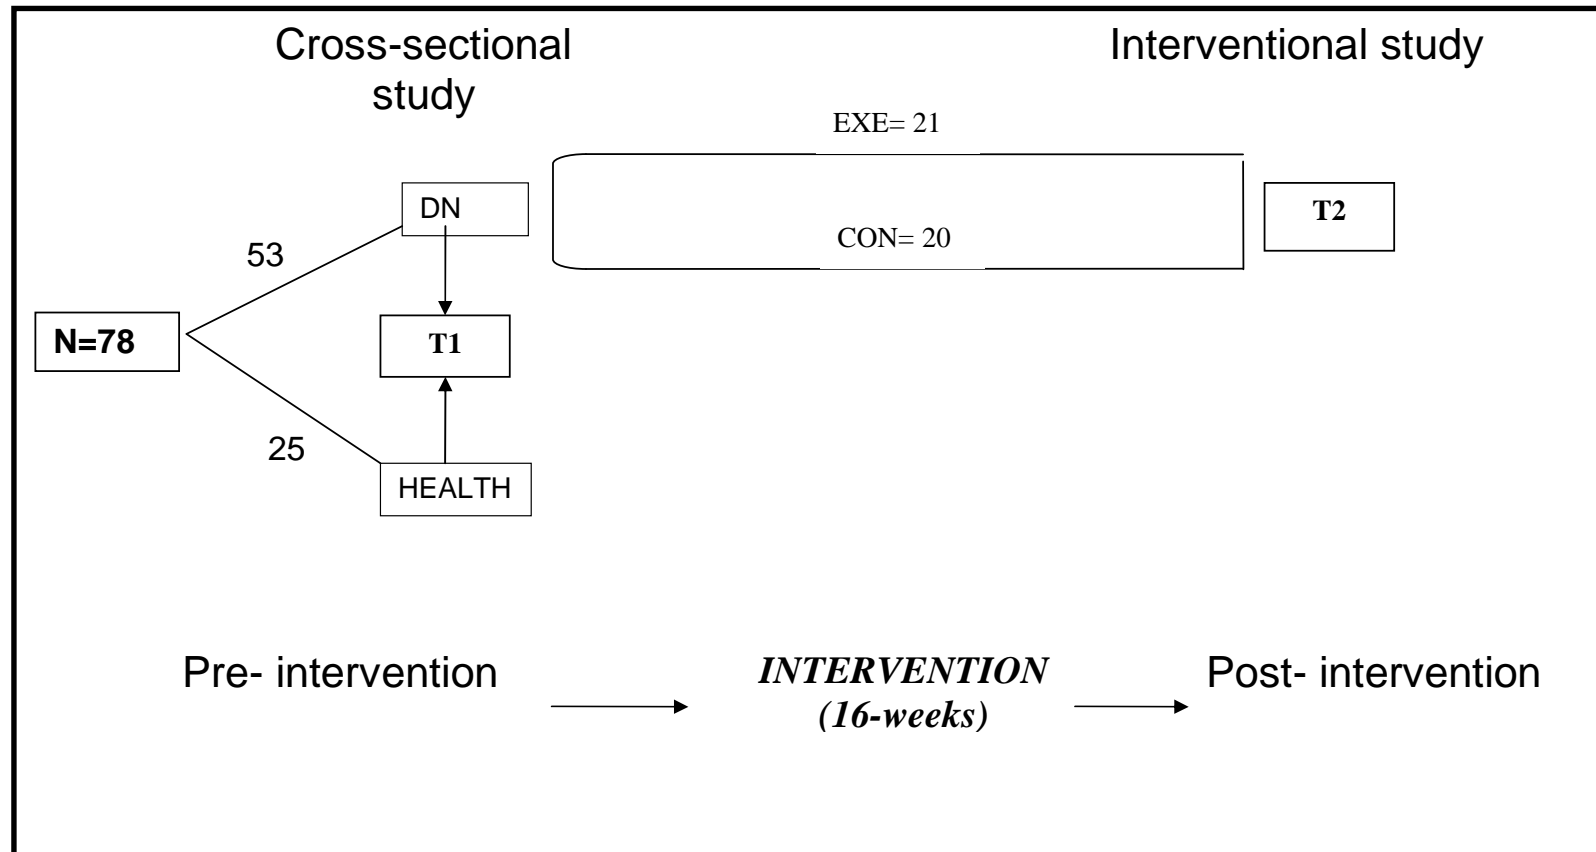 Cross-sectional
study
Interventional study
EXE= 21
DN
T2
CON= 20
53
N=78
T1
25
HEALTH
Pre- intervention
INTERVENTION
(16-weeks)
Post- intervention